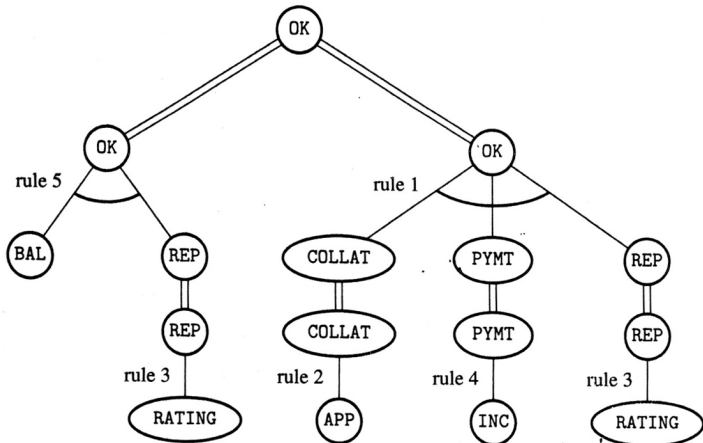 OK
OK
OK
rule 5
rule 1
BAL
REP
COLLAT
PYMT
REP
REP
COLLAT
PYMT
REP
rule 3
rule 2
rule 4
rule 3
RATING
APP
INC
RATING